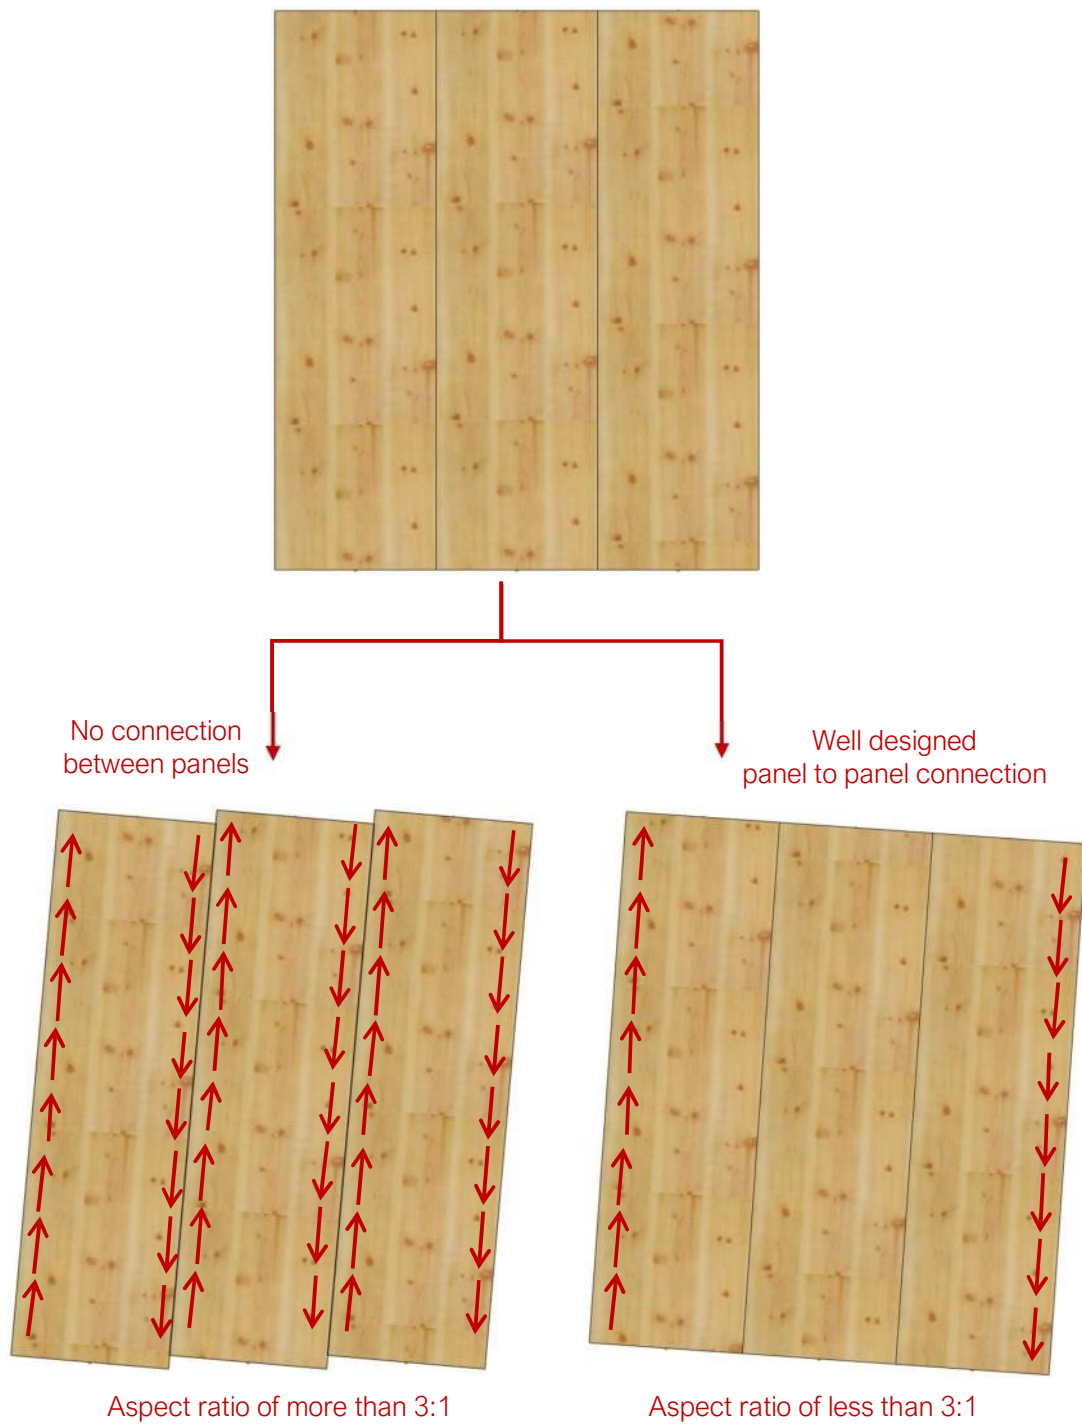 No connection
between panels
Well designed
panel to panel connection
Aspect ratio of more than 3:1
Aspect ratio of less than 3:1